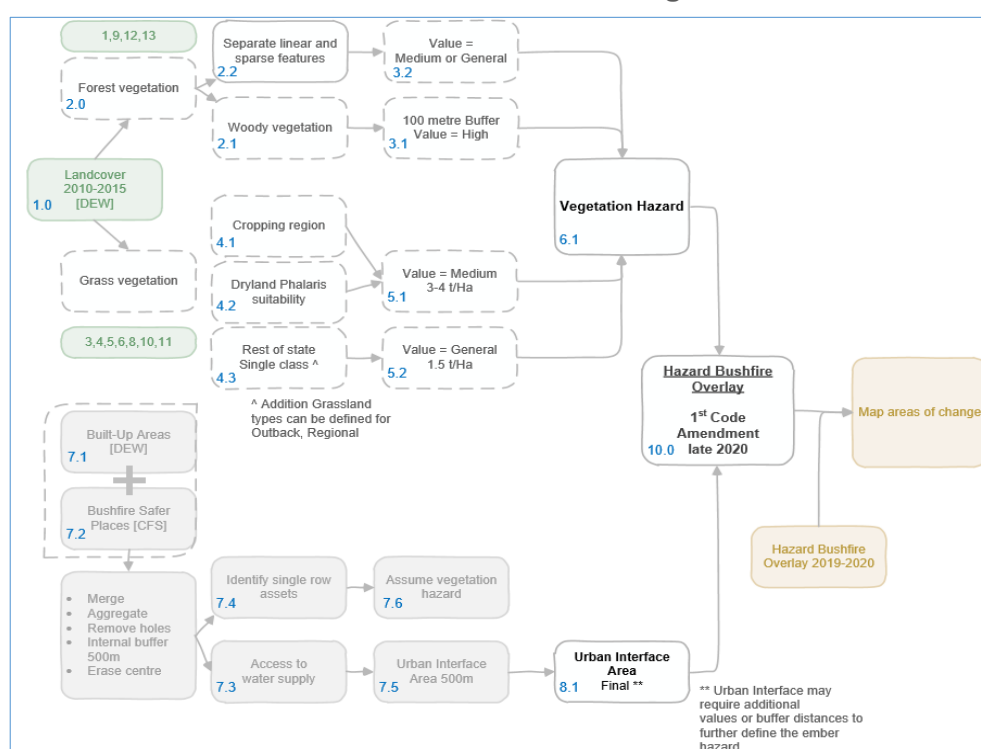 1,9,12,13
Forest vegetation
2.0
Separate linear and
sparse features
2.2
Value =
Medium or General
3.2
Woody vegetation
2.1
100 metre Buffer
Value = High
3.1
Landcover
2010-2015
[DEW]
1.0
Vegetation Hazard
6.1
Cropping region
4.1
Grass vegetation
Dryland Phalaris
suitability
4.2
Value = Medium
3-4 t/Ha
5.1
3,4,5,6,8,10,11
Rest of state
Single class ^
4.3
Value = General
1.5 t/Ha
5.2
^ Addition Grassland
types can be defined for
Outback, Regional
Hazard Bushfire
Overlay
1st Code
Amendment
late 2020
10.0
Map areas of change
Built-Up Areas
[DEW]
7.1
Bushfire Safer
Places [CFS]
7.2
Hazard Bushfire
Overlay 2019-2020
• Merge
• Aggregate
• Remove holes
• Internal buffer
500m
• Erase centre
Identify single row
assets
7.4
Assume vegetation
hazard
7.6
Access to
water supply
7.3
Urban Interface
Area 500m
7.5
Urban Interface
Area
Final **
8.1
** Urban Interface may
require additional
values or buffer distances to
further define the ember
hazard